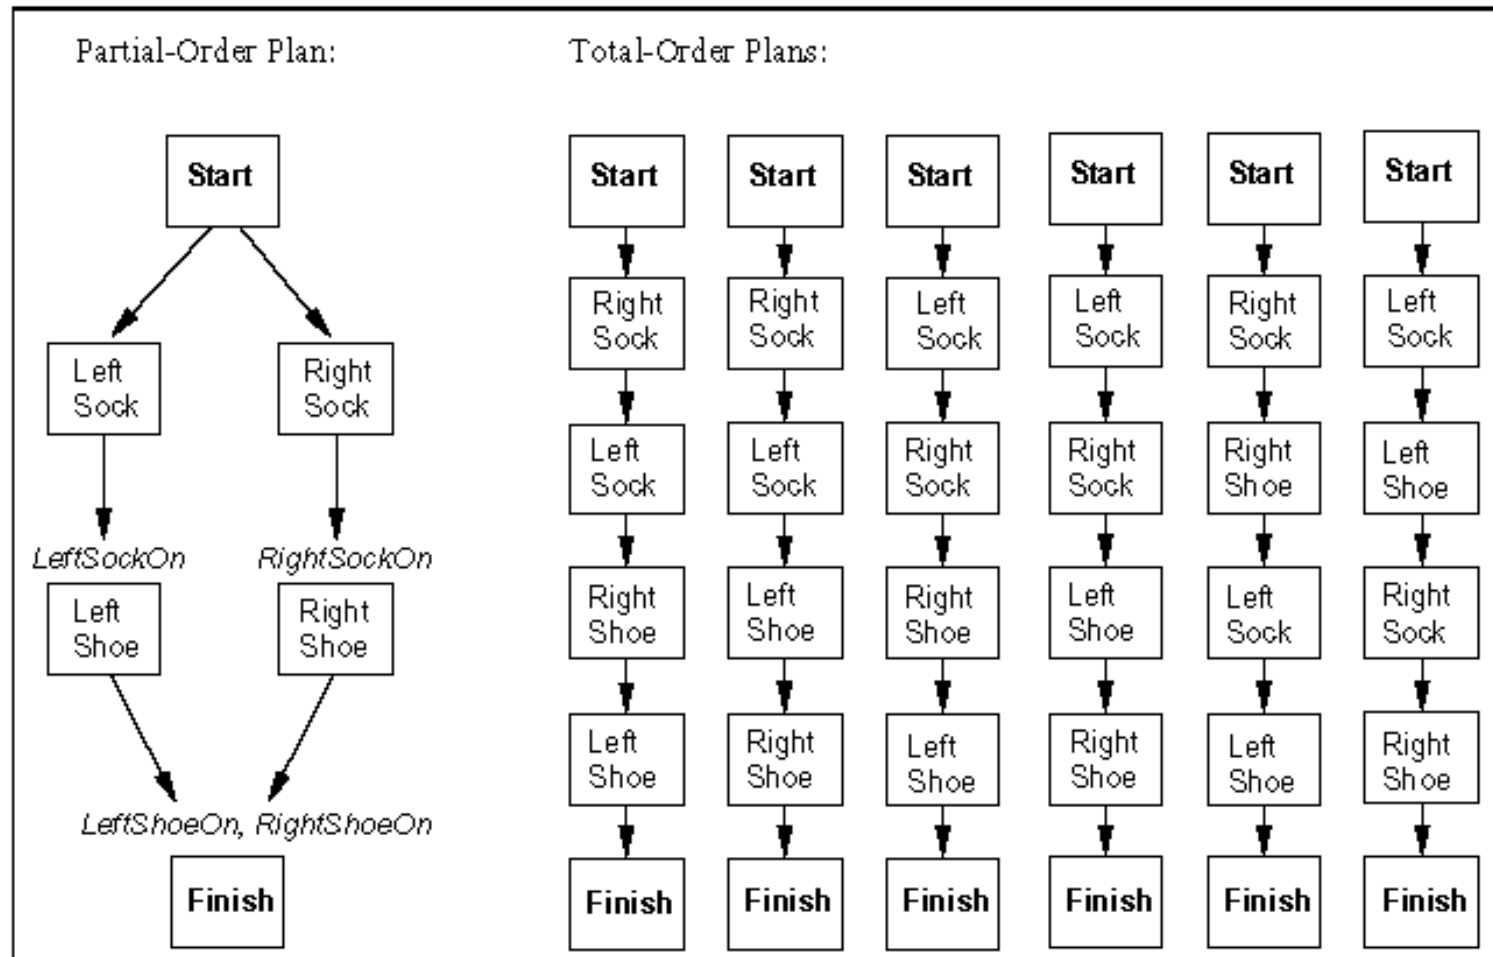 Partial-Order Plan:
Start
Left
Sock
Right
Sock
LeftSockOn
RightSockOn
Left
Shoe
Right
Shoe
LeftShoeOn, RightShoeOn
Finish
Total-Order Plans:
Start
Right
Sock
Left
Sock
Right
Shoe
Left
Shoe
Finish
Start
Right
Sock
Left
Sock
Left
Shoe
Right
Shoe
Finish
Start
Left
Sock
Right
Sock
Right
Shoe
Left
Shoe
Finish
Start
Left
Sock
Right
Sock
Left
Shoe
Right
Shoe
Finish
Start
Right
Sock
Right
Shoe
Left
Sock
Left
Shoe
Finish
Start
Left
Sock
Left
Shoe
Right
Sock
Right
Shoe
Finish